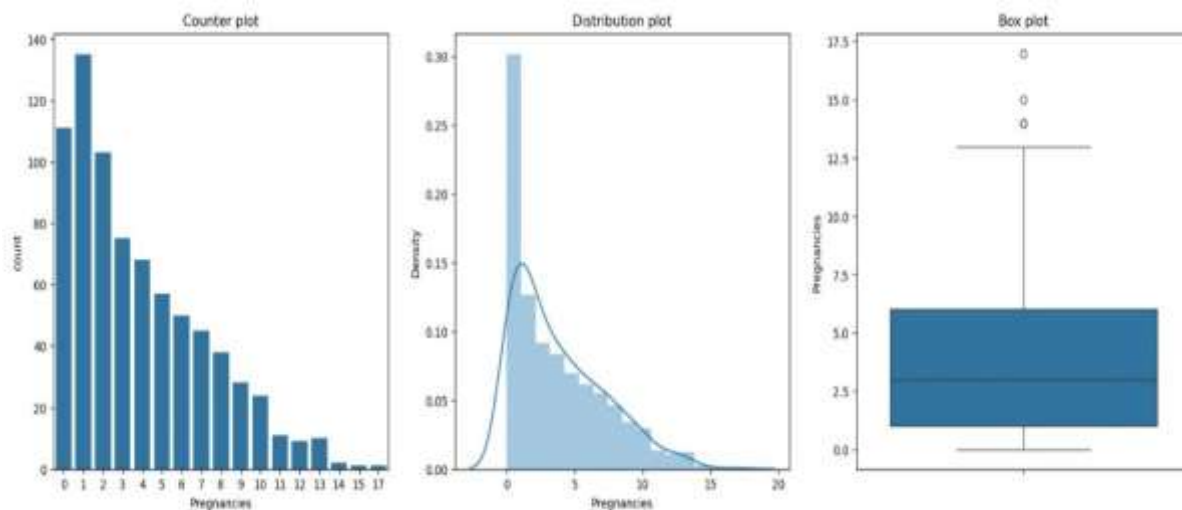 Counter plot
140
120
100
80
60
40
20
0
count
0 1 2 3 4 5 6 7 8 9 10 11 12 13 14 15 17
Pregnancies
Distribution plot
0.30
0.25
0.20
0.15
0.10
0.05
0.00
Density
0 5 10 15 20
Pregnancies
Box plot
17.5
15.0
12.5
10.0
7.5
5.0
2.5
0.0
Pregnancies